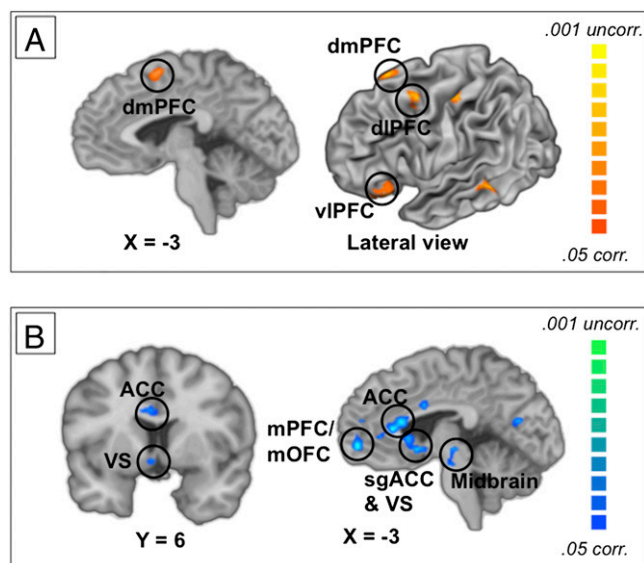 A
.001 uncorr.
dmPFC
dmPFC
dlPFC
vlPFC
X = -3
Lateral view
.05 corr.
B
.001 uncorr.
ACC
ACC
mPFC/
mOFC
VS
sgACC
& VS
Midbrain
Y = 6
X = -3
.05 corr.